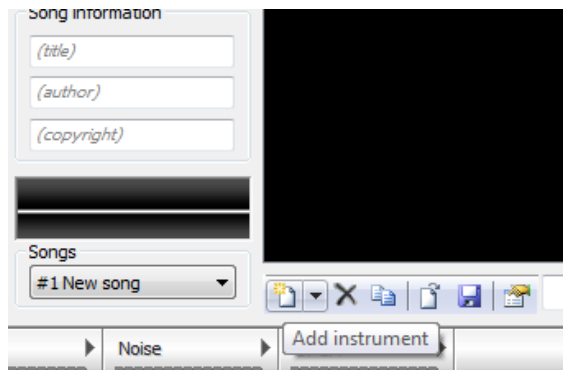 Song information
(title)
(author)
(copyright)
Songs
#1 New song
Add instrument
Noise